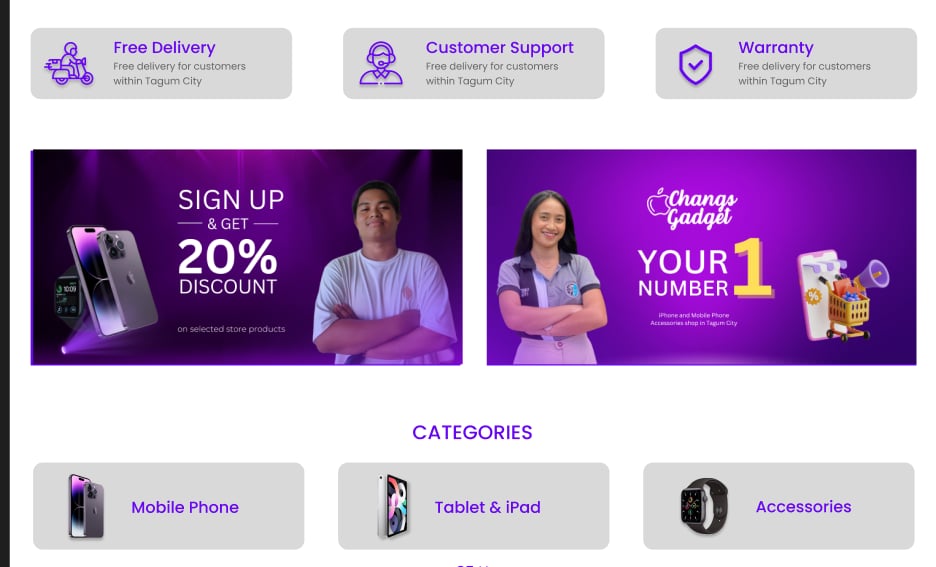 Free Delivery
Free delivery for customers
within Tagum City
Customer Support
Free delivery for customers
within Tagum City
Warranty
Free delivery for customers
within Tagum City
SIGN UP
& GET
20%
DISCOUNT
on selected store products
10:09
Changs
Gadget
YOUR
NUMBER
1
iPhone and Mobile Phone
Accessories shop in Tagum City
%
CATEGORIES
Mobile Phone
Tablet & iPad
Accessories